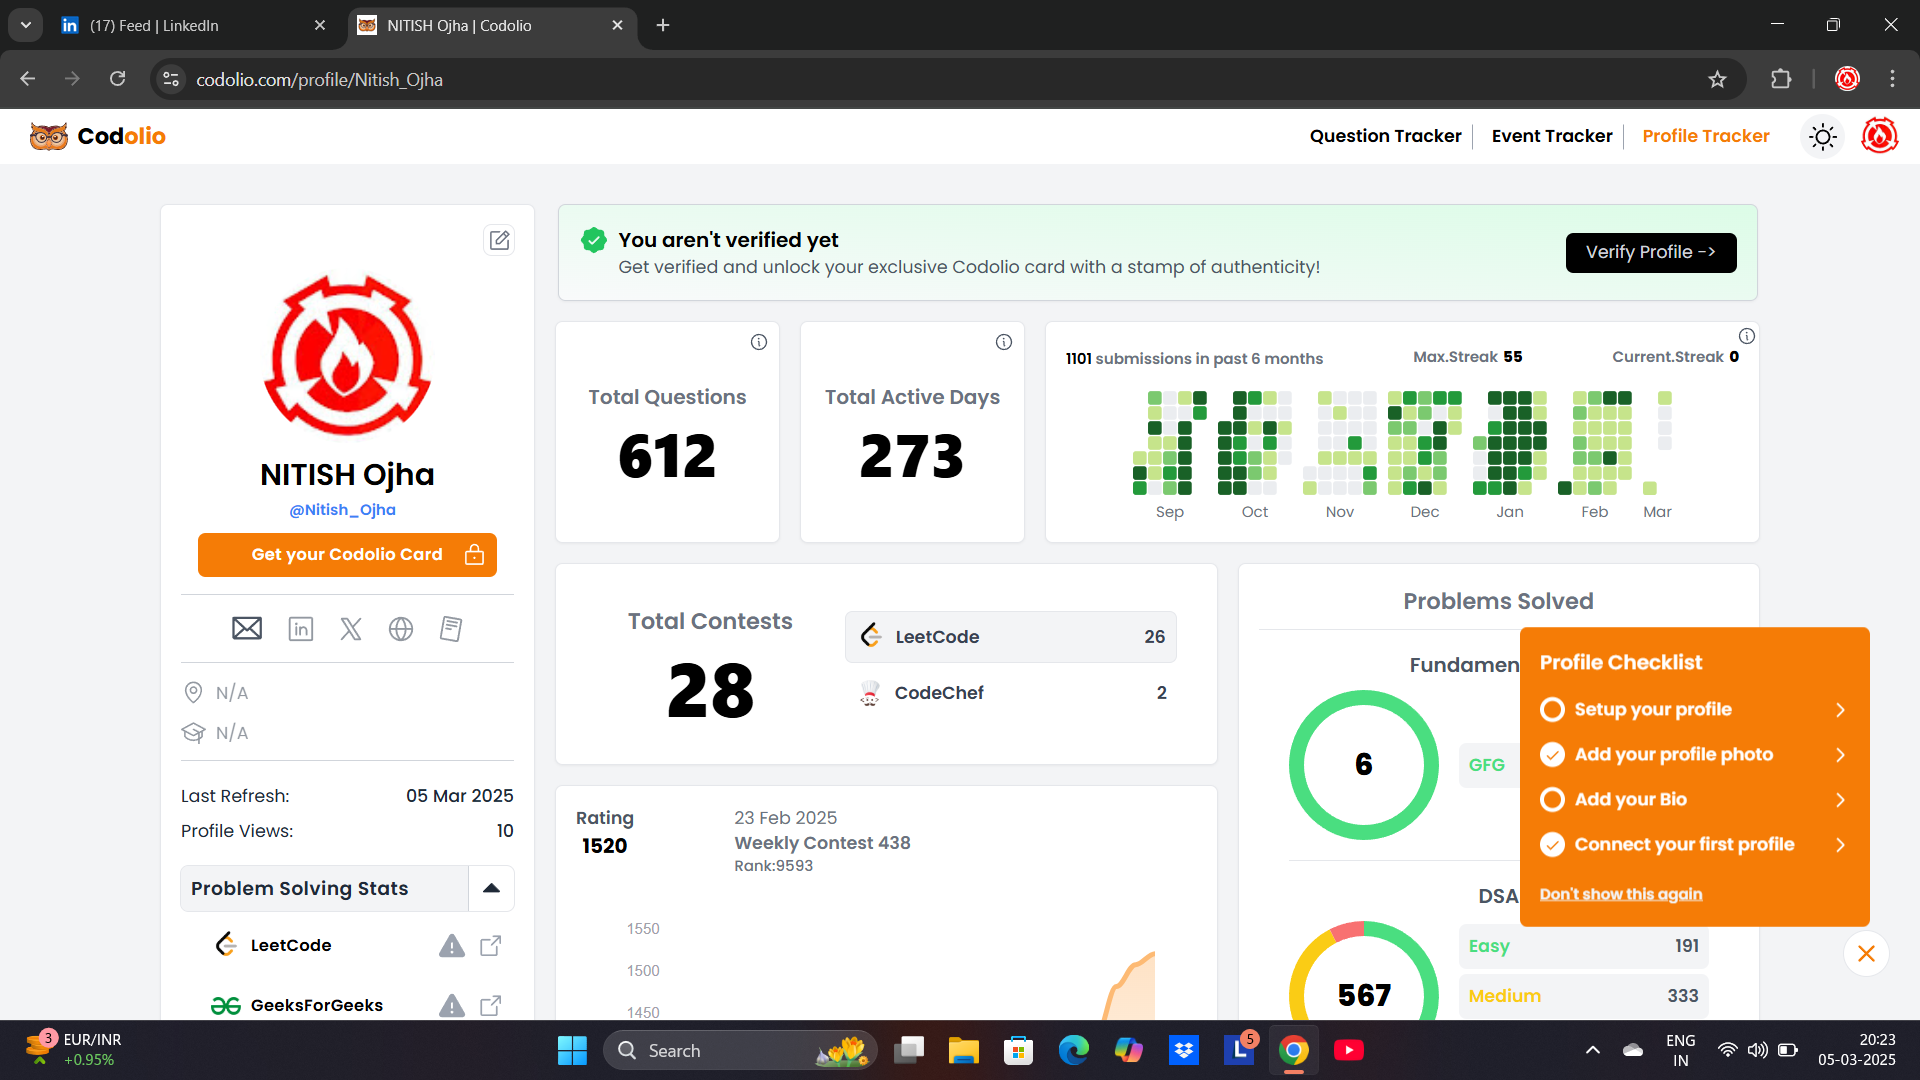 (17) Feed | LinkedIn
NITISH Ojha | Codolio
codolio.com/profile/Nitish_Ojha
Codolio
Question Tracker
Event Tracker
Profile Tracker
NITISH Ojha
@Nitish_Ojha
Get your Codolio Card
N/A
N/A
Last Refresh: 05 Mar 2025
Profile Views: 10
Problem Solving Stats
LeetCode
GeeksForGeeks
You aren't verified yet
Get verified and unlock your exclusive Codolio card with a stamp of authenticity!
Verify Profile ->
Total Questions
612
Total Active Days
273
1101 submissions in past 6 months
Max.Streak 55
Current.Streak 0
Sep Oct Nov Dec Jan Feb Mar
Total Contests
28
LeetCode 26
CodeChef 2
Rating
1520
23 Feb 2025
Weekly Contest 438
Rank:9593
1550
1500
1450
Problems Solved
Fundamen
6
GFG
DSA
567
Easy 191
Medium 333
Profile Checklist
Setup your profile
Add your profile photo
Add your Bio
Connect your first profile
Don't show this again
3
EUR/INR
+0.95%
Search
L
5
ENG
IN
20:23
05-03-2025